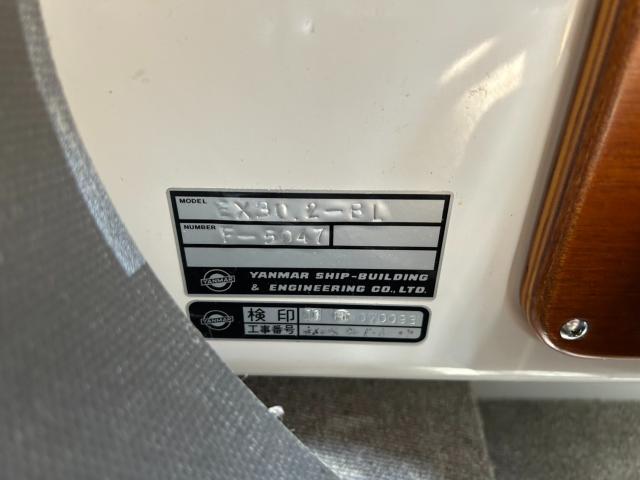 MODEL EX30.2-BL
NUMBER F-5047
YANMAR YANMAR SHIP-BUILDING
& ENGINEERING CO., LTD.
YANMAR 検印
工事番号